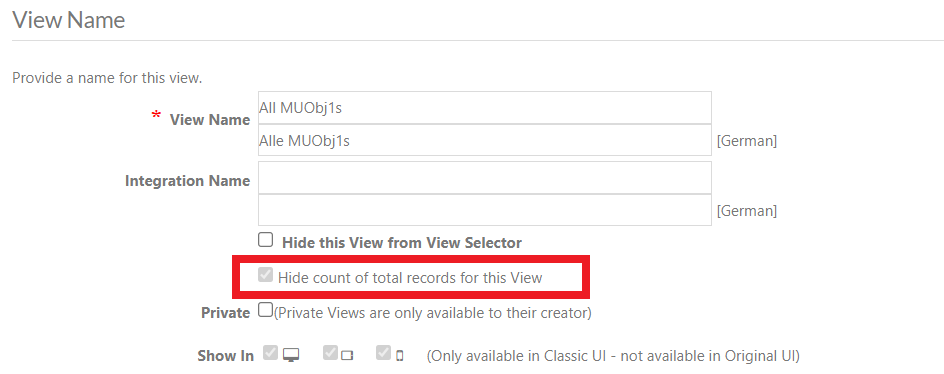 View Name
Provide a name for this view.
* View Name All MUObj1s
Alle MUObj1s [German]
Integration Name
[German]
Hide this View from View Selector
Hide count of total records for this View
Private (Private Views are only available to their creator)
Show In (Only available in Classic UI - not available in Original UI)